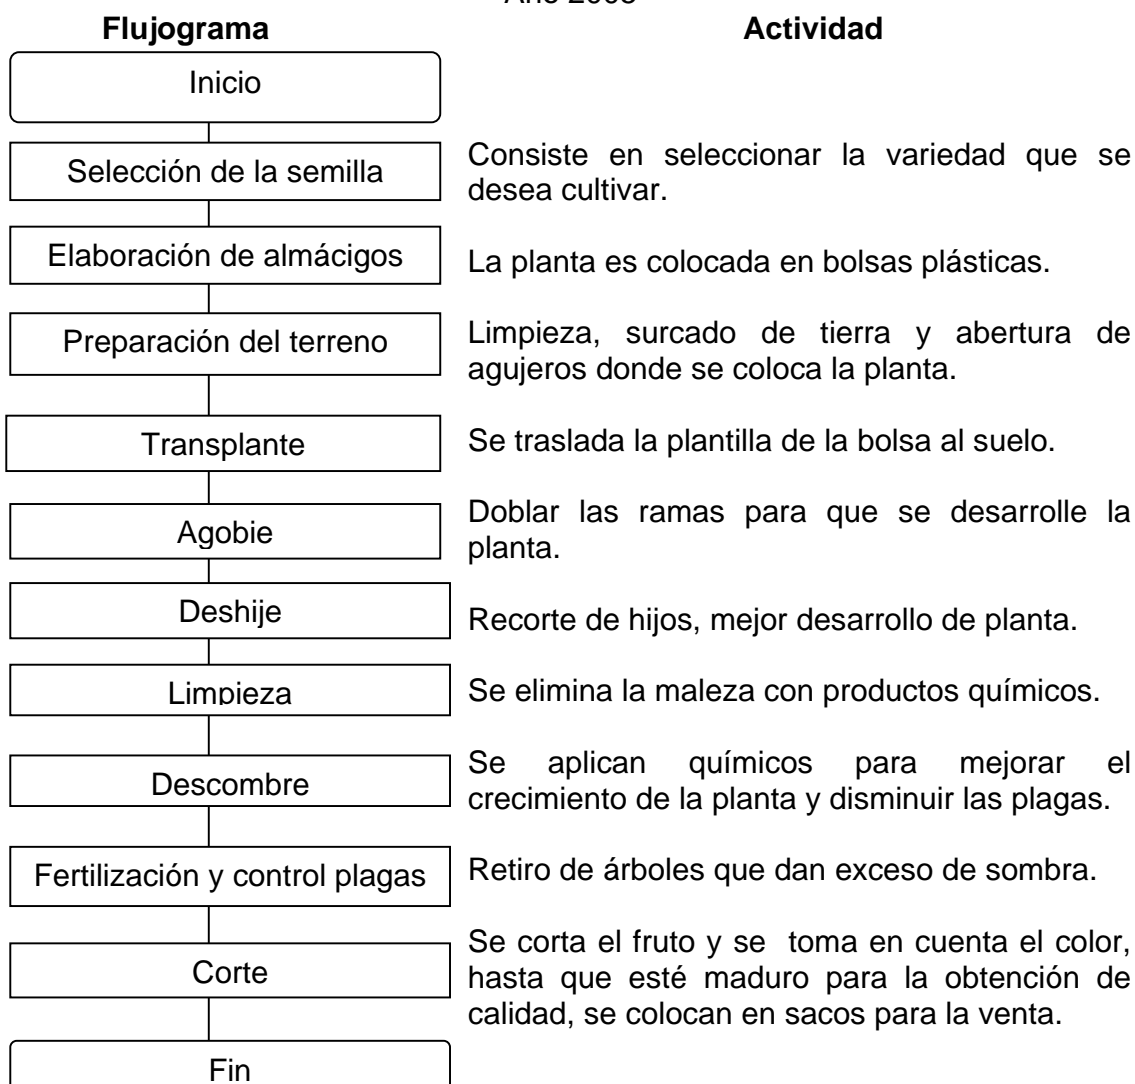 Flujograma Actividad
Inicio
Selección de la semilla
Consiste en seleccionar la variedad que se
desea cultivar.
Elaboración de almácigos
La planta es colocada en bolsas plásticas.
Preparación del terreno
Limpieza, surcado de tierra y abertura de
agujeros donde se coloca la planta.
Transplante
Se traslada la plantilla de la bolsa al suelo.
Agobie
Doblar las ramas para que se desarrolle la
planta.
Deshije
Recorte de hijos, mejor desarrollo de planta.
Limpieza
Se elimina la maleza con productos químicos.
Descombre
Se aplican químicos para mejorar el
crecimiento de la planta y disminuir las plagas.
Fertilización y control plagas
Retiro de árboles que dan exceso de sombra.
Corte
Se corta el fruto y se toma en cuenta el color,
hasta que esté maduro para la obtención de
calidad, se colocan en sacos para la venta.
Fin